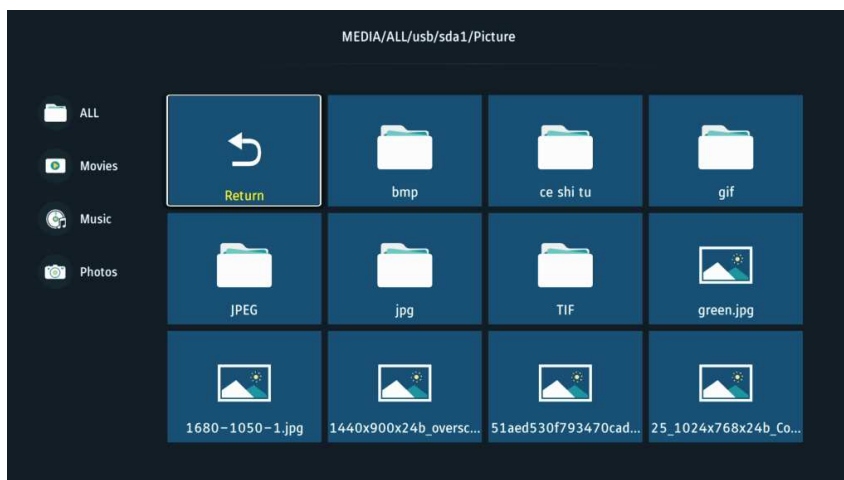 MEDIA/ALL/usb/sda1/Picture
ALL
Movies
Music
Photos
Return
bmp
ce shi tu
gif
JPEG
jpg
TIF
green.jpg
1680-1050-1.jpg
1440x900x24b_oversc...
51aed530f793470cad...
25_1024x768x24b_Co...